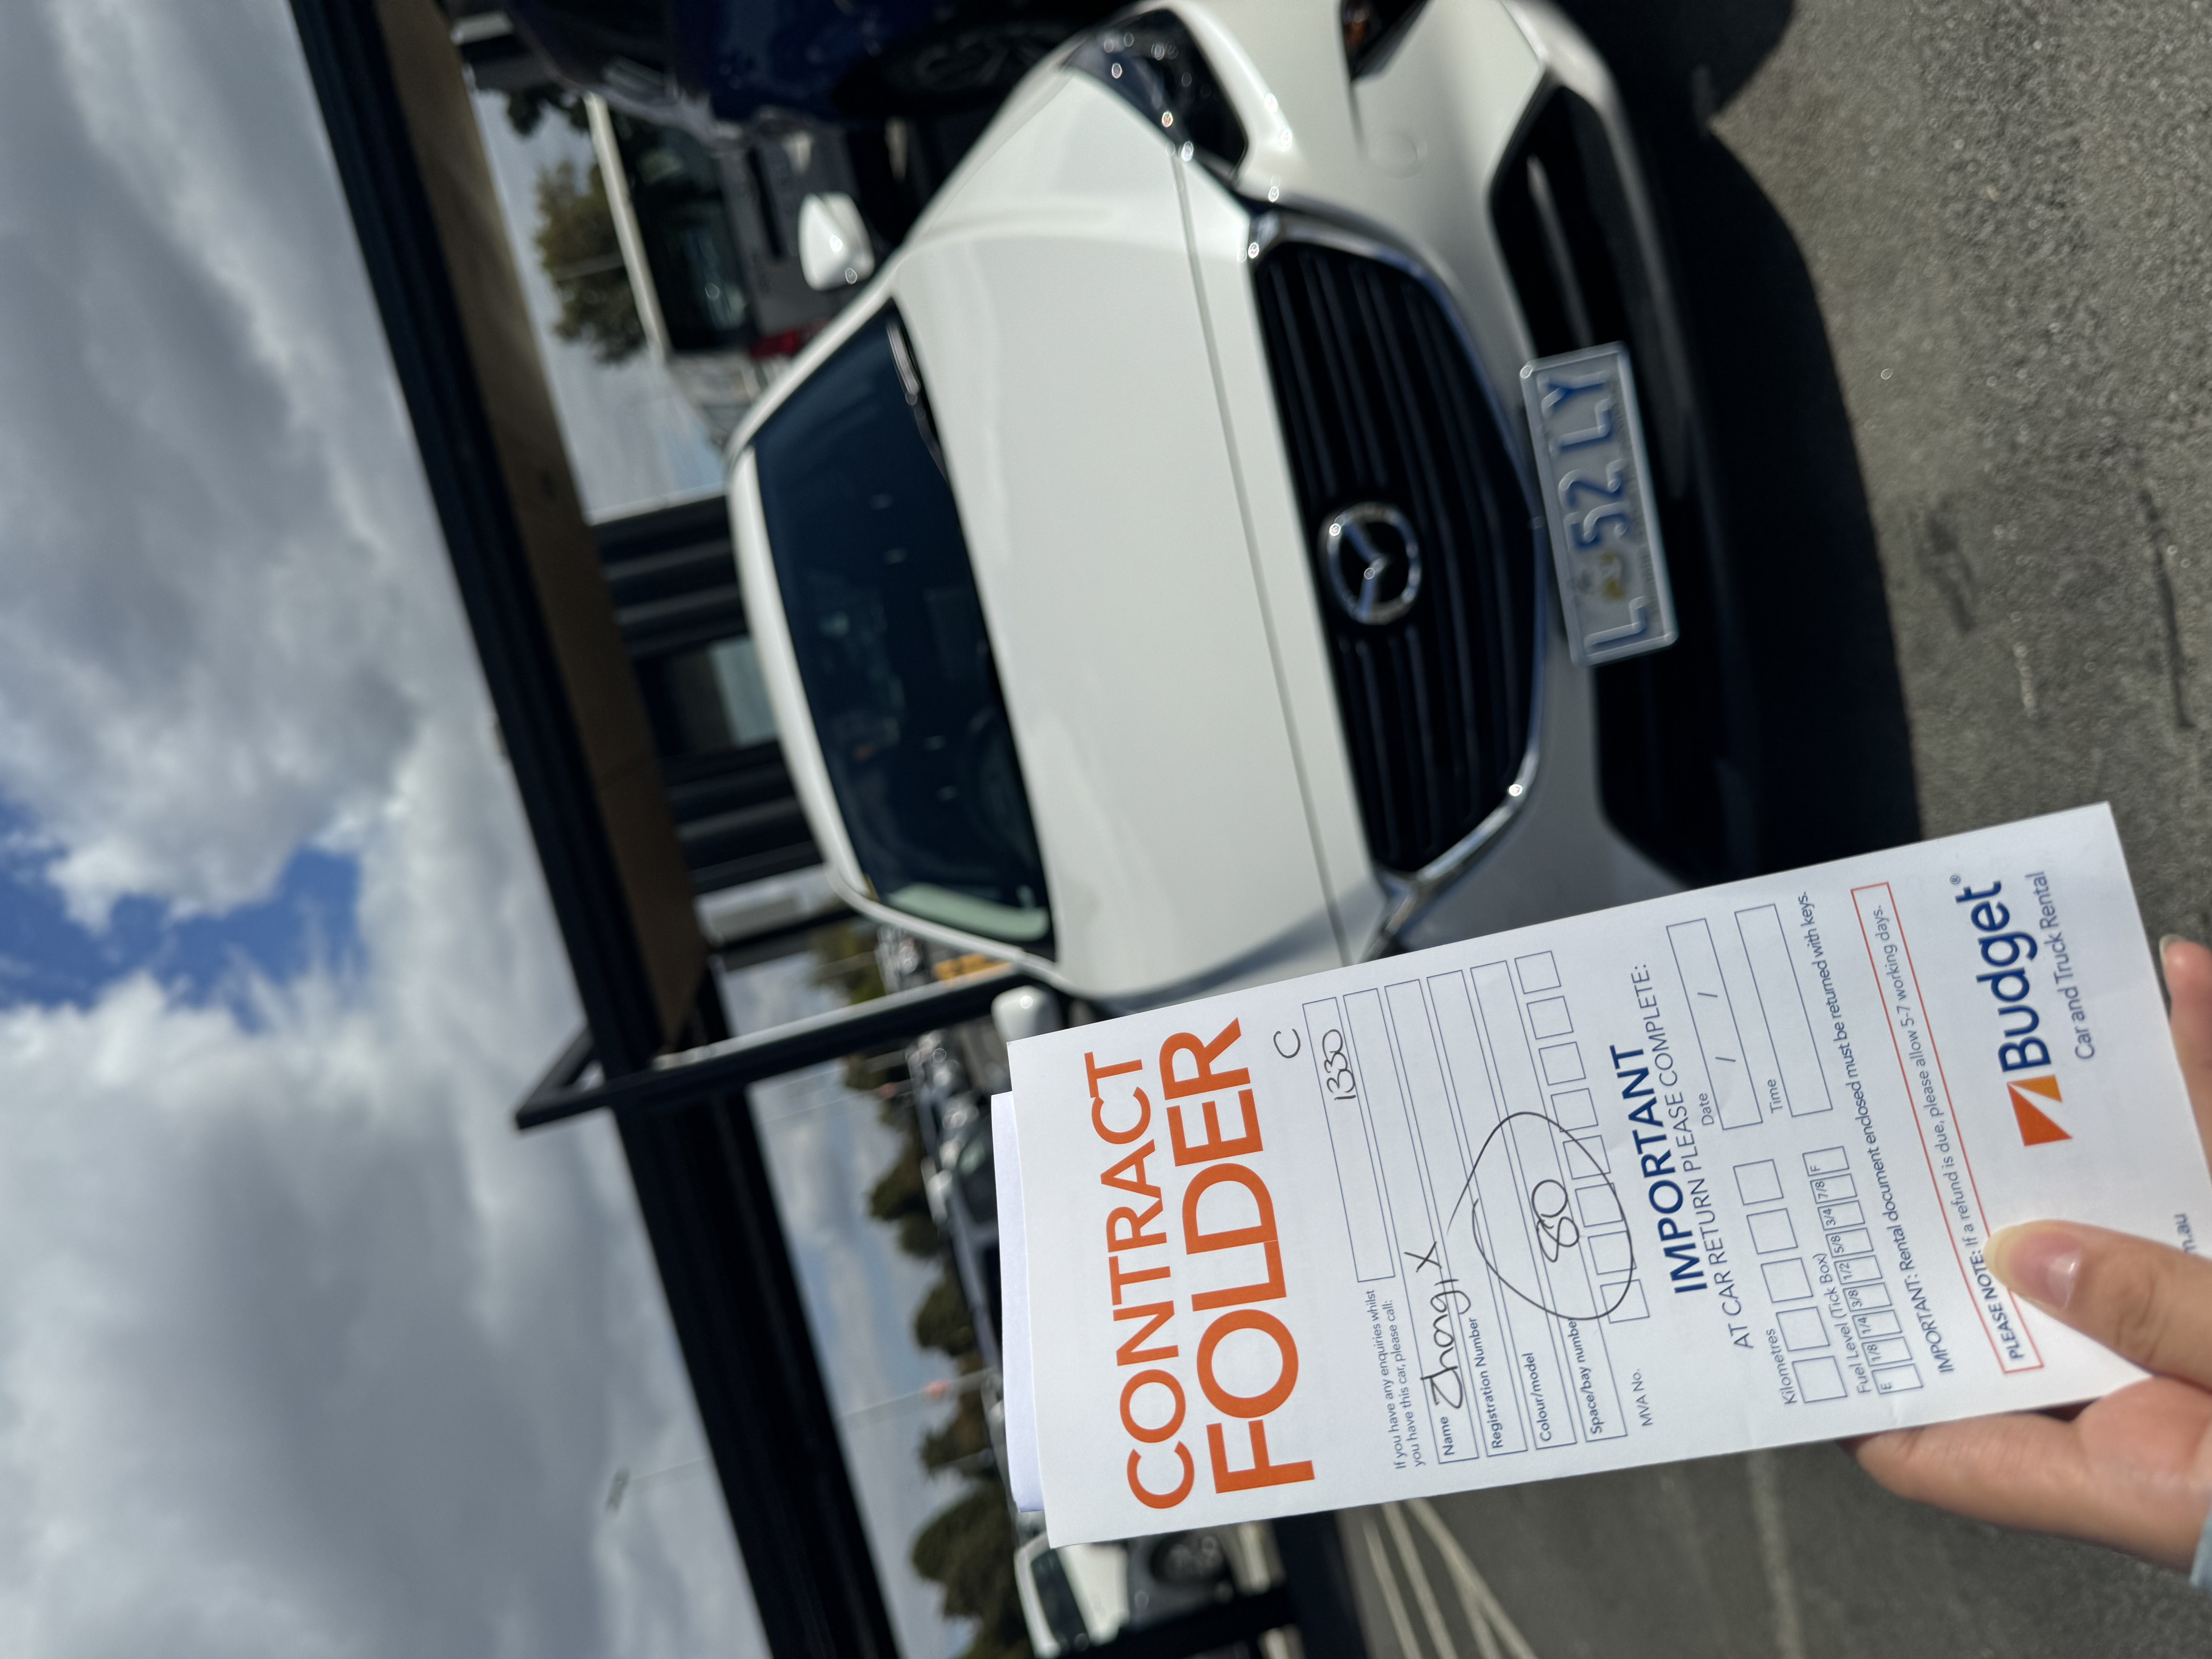 CONTRACT
FOLDER
C
1330
If you have any enquiries whilst
you have this car, please call:
Name Zhong, X
Registration Number
Colour/model
Space/bay number 80
MVA No.
IMPORTANT
AT CAR RETURN PLEASE COMPLETE:
Kilometres
Date / /
Fuel Level (Tick Box)
E 1/8 1/4 3/8 1/2 5/8 3/4 7/8 F
Time
IMPORTANT: Rental document enclosed must be returned with keys.
PLEASE NOTE: If a refund is due, please allow 5-7 working days.
Budget®
Car and Truck Rental
m.au
L 52 LY